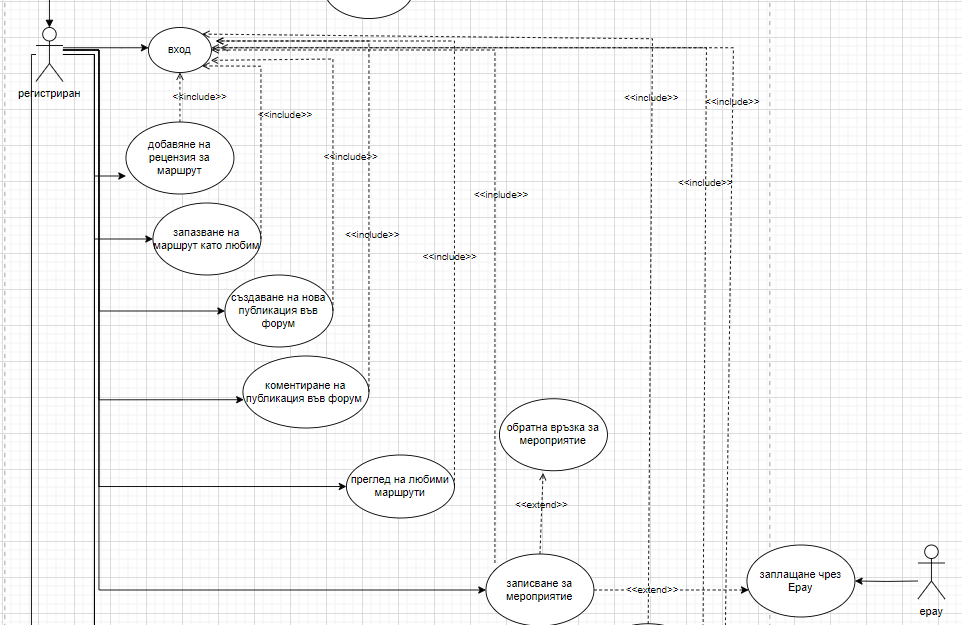 вход
регистриран
<<include>>
<<include>>
<<include>>
<<include>>
<<include>>
<<include>>
<<include>>
<<include>>
<<include>>
добавяне на
рецензия за
маршрут
запазване на
маршрут като любим
създаване на нова
публикация във
форум
коментиране на
публикация във форум
обратна връзка за
мероприятие
преглед на любими
маршрути
<<extend>>
записване за
мероприятие
<<extend>>
заплащане чрез
Epay
epay